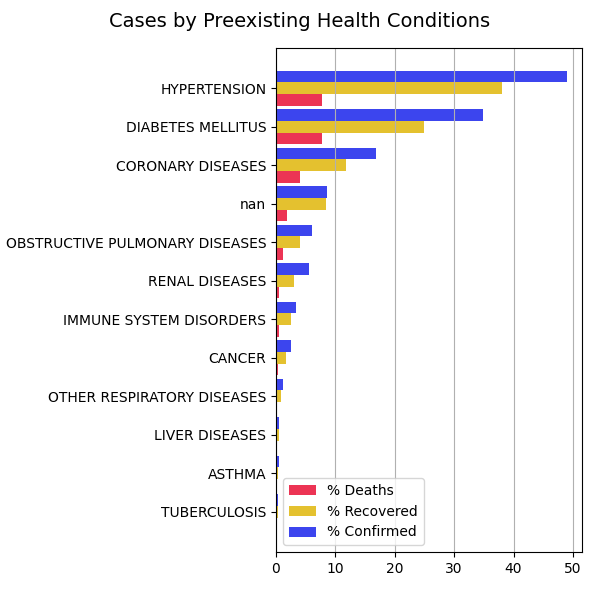 Cases by Preexisting Health Conditions
HYPERTENSION
DIABETES MELLITUS
CORONARY DISEASES
nan
OBSTRUCTIVE PULMONARY DISEASES
RENAL DISEASES
IMMUNE SYSTEM DISORDERS
CANCER
OTHER RESPIRATORY DISEASES
LIVER DISEASES
ASTHMA
TUBERCULOSIS
% Deaths
% Recovered
% Confirmed
0 10 20 30 40 50